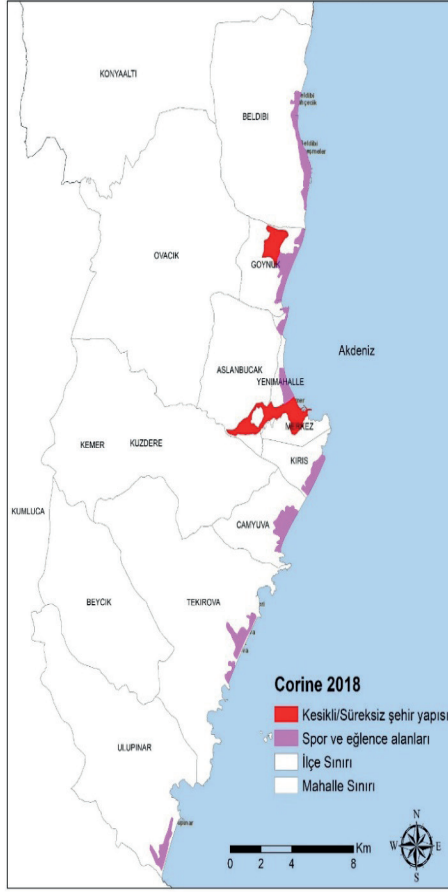 KONYAALTI
BELDIBI
OVACIK
GOYNUK
ASLANBUCAK
Akdeniz
YENIMAHALLE
MERKEZ
KEMER
KUZDERE
KIRIS
KUMLUCA
CAMYUVA
BEYCIK
TEKIROVA
ULUPINAR
Corine 2018
Kesikli/Süreksiz şehir yapısı
Spor ve eğlence alanları
İlçe Sınırı
Mahalle Sınırı
N
W E
S
Km
0 2 4 8